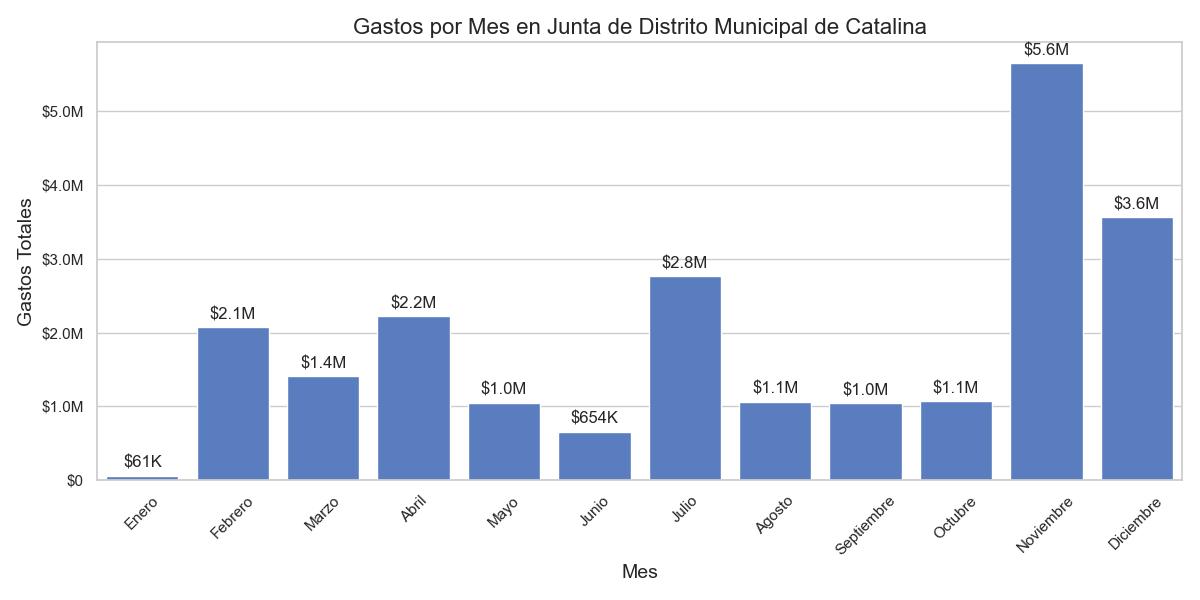 Gastos por Mes en Junta de Distrito Municipal de Catalina
Gastos Totales
$5.0M
$4.0M
$3.0M
$2.0M
$1.0M
$0
$61K
$2.1M
$1.4M
$2.2M
$1.0M
$654K
$2.8M
$1.1M
$1.0M
$1.1M
$5.6M
$3.6M
Enero
Febrero
Marzo
Abril
Mayo
Junio
Julio
Agosto
Septiembre
Octubre
Noviembre
Diciembre
Mes